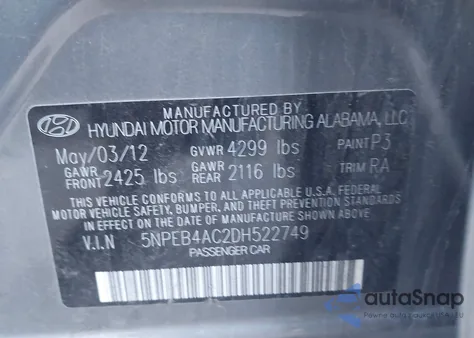 MANUFACTURED BY
HYUNDAI MOTOR MANUFACTURING ALABAMA, LLC
May/03/12 GVWR 4299 lbs PAINT P3
GAWR FRONT 2425 lbs GAWR REAR 2116 lbs TRIM RA
THIS VEHICLE CONFORMS TO ALL APPLICABLE U.S.A. FEDERAL
MOTOR VEHICLE SAFETY, BUMPER, AND THEFT PREVENTION STANDARDS
IN EFFECT ON THE DATE OF MANUFACTURE SHOWN ABOVE.
V.I.N 5NPEB4AC2DH522749
PASSENGER CAR
autoSnap